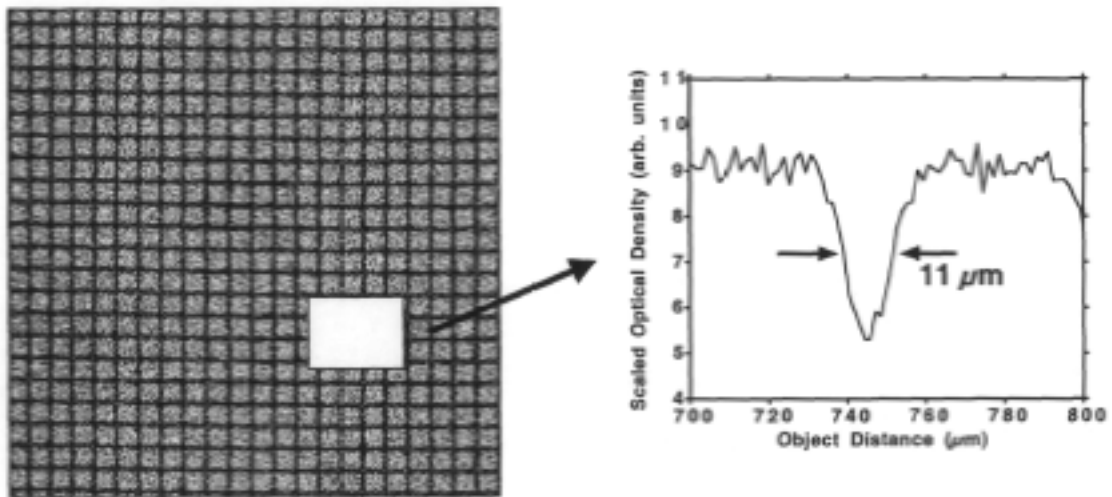 Scaled Optical Density (arb. units)
11
10
9
8
7
6
5
4
11 µm
700 720 740 760 780 800
Object Distance (µm)